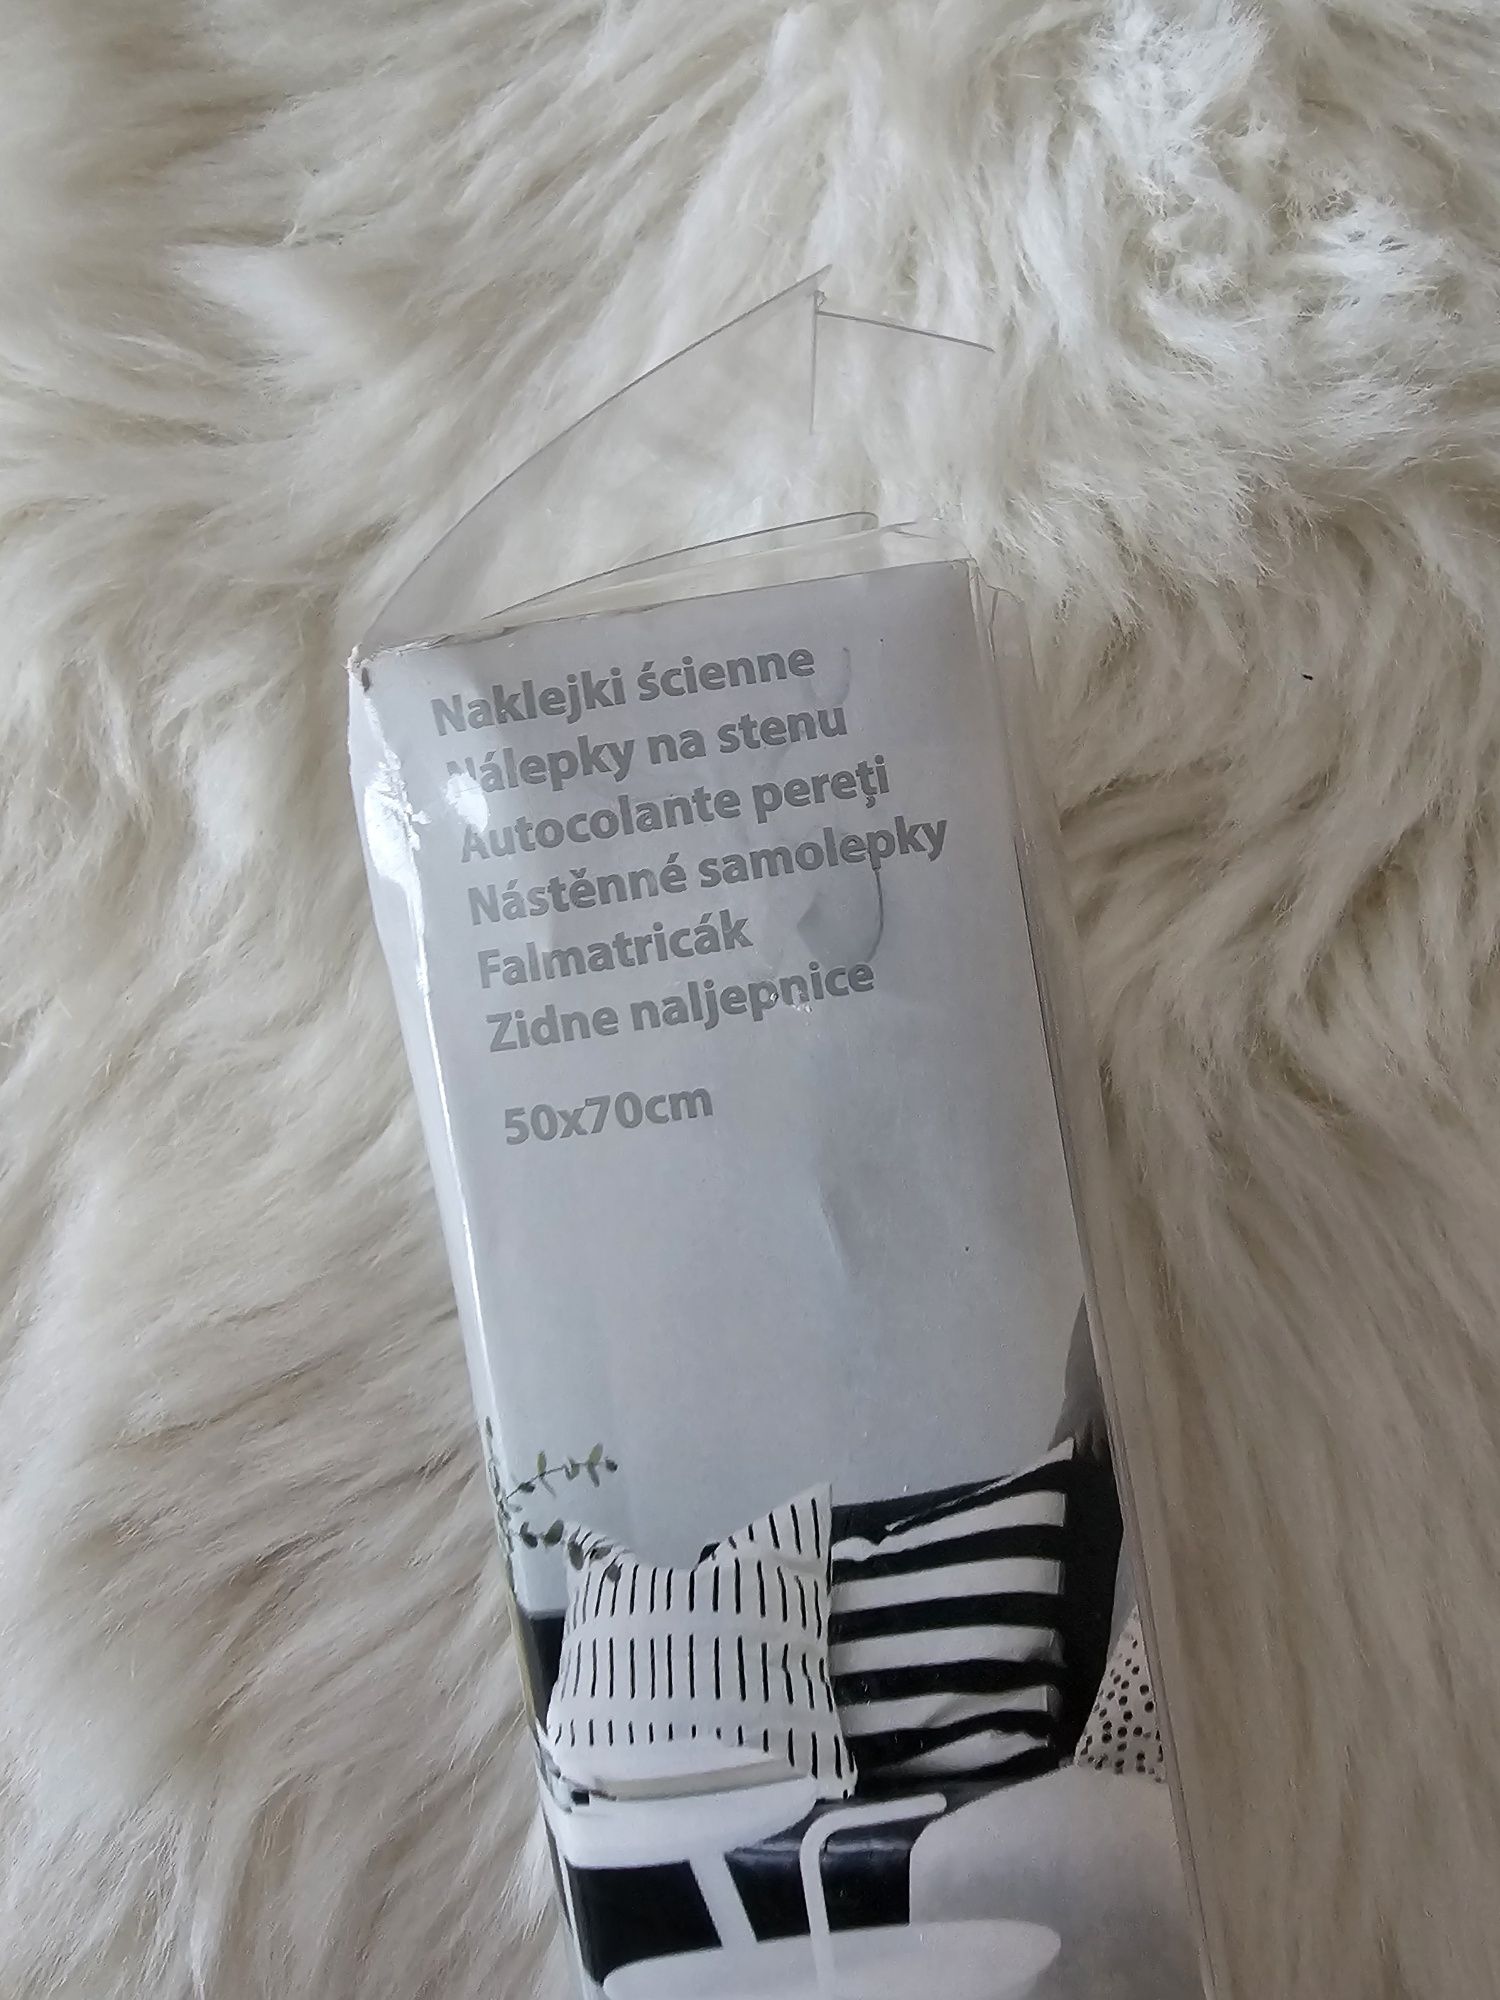 Naklejki ścienne
Nálepky na stenu
Autocolante pereți
Nástěnné samolepky
Falmatricák
Zidne naljepnice
50x70cm